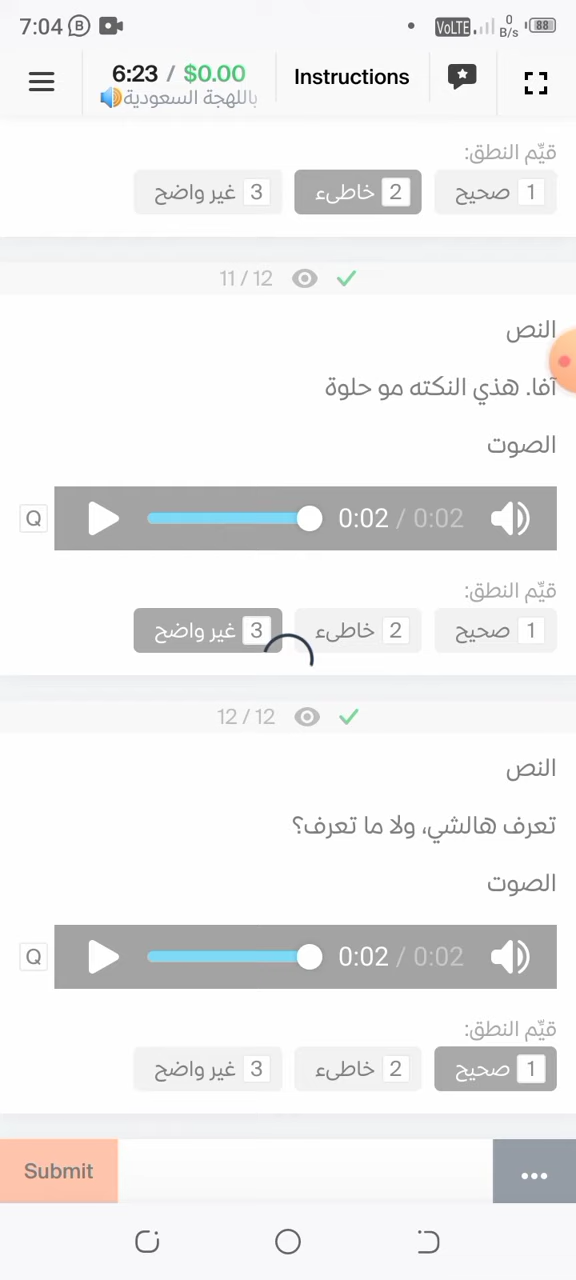 7:04
VoLTE 0 B/s 88
6:23 / $0.00
باللهجة السعودية
Instructions
قيِّم النطق:
1 صحيح
2 خاطىء
3 غير واضح
11 / 12
النص
آفا. هذي النكته مو حلوة
الصوت
Q
0:02 / 0:02
قيِّم النطق:
1 صحيح
2 خاطىء
3 غير واضح
12 / 12
النص
تعرف هالشي، ولا ما تعرف؟
الصوت
Q
0:02 / 0:02
قيِّم النطق:
1 صحيح
2 خاطىء
3 غير واضح
Submit